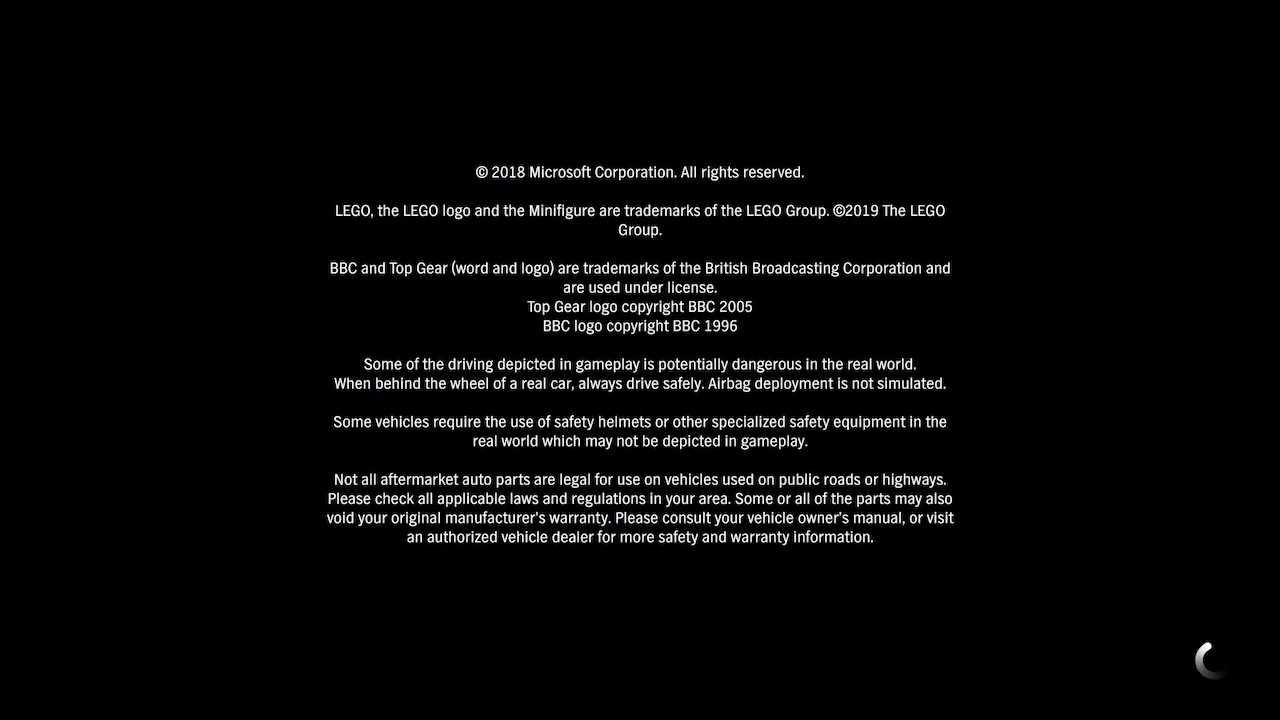 © 2018 Microsoft Corporation. All rights reserved.
LEGO, the LEGO logo and the Minifigure are trademarks of the LEGO Group. ©2019 The LEGO
Group.
BBC and Top Gear (word and logo) are trademarks of the British Broadcasting Corporation and
are used under license.
Top Gear logo copyright BBC 2005
BBC logo copyright BBC 1996
Some of the driving depicted in gameplay is potentially dangerous in the real world.
When behind the wheel of a real car, always drive safely. Airbag deployment is not simulated.
Some vehicles require the use of safety helmets or other specialized safety equipment in the
real world which may not be depicted in gameplay.
Not all aftermarket auto parts are legal for use on vehicles used on public roads or highways.
Please check all applicable laws and regulations in your area. Some or all of the parts may also
void your original manufacturer's warranty. Please consult your vehicle owner's manual, or visit
an authorized vehicle dealer for more safety and warranty information.